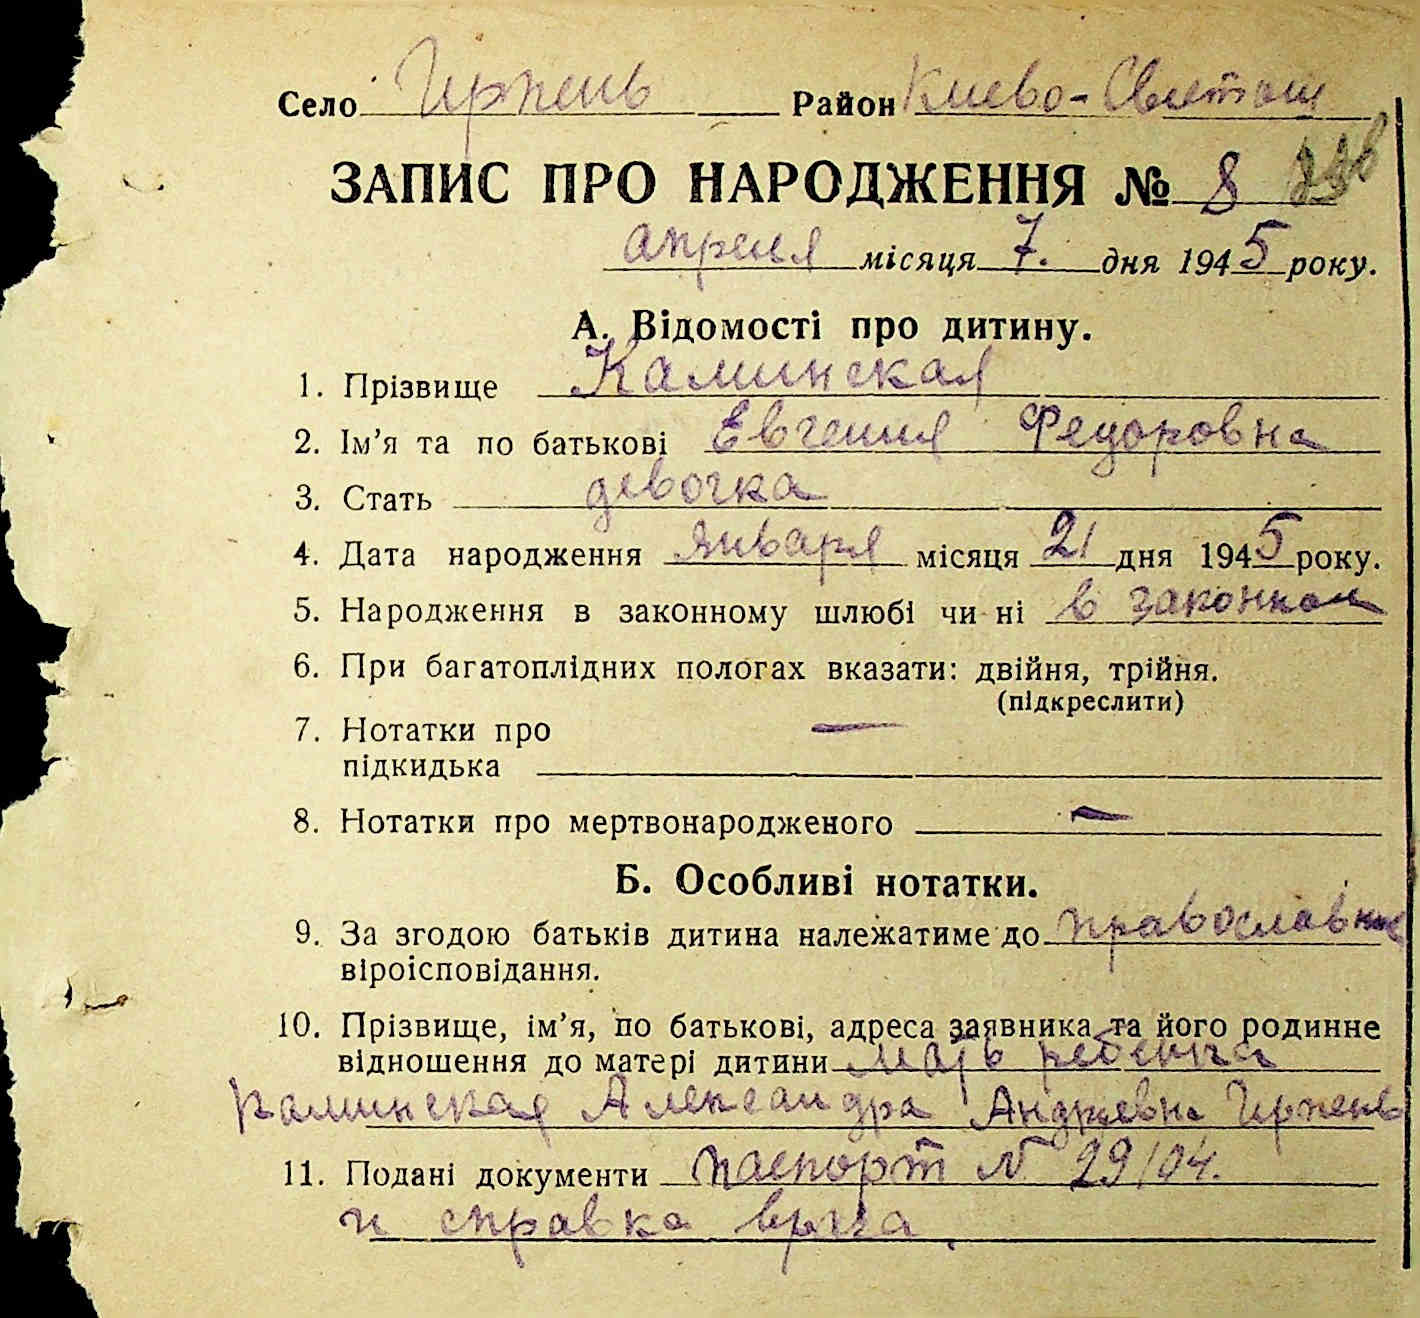 Село Ирпень Район Киево-Святош
ЗАПИС ПРО НАРОДЖЕННЯ № 8
апреля місяця 7. дня 1945 року.
А. Відомості про дитину.
1. Прізвище Каминская
2. Ім’я та по батькові Евгения Федоровна
3. Стать девочка
4. Дата народження января місяця 21 дня 1945 року.
5. Народження в законному шлюбі чи ні в законном
6. При багатоплідних пологах вказати: двійня, трійня.
(підкреслити)
7. Нотатки про —
підкидька
8. Нотатки про мертвонародженого —
Б. Особливі нотатки.
9. За згодою батьків дитина належатиме до православное
віроісповідання.
10. Прізвище, ім’я, по батькові, адреса заявника та його родинне
відношення до матері дитини мать ребенка
Каминская Александра Андреевна Ирпень
11. Подані документи паспорт N 29/04.
и справка врача.